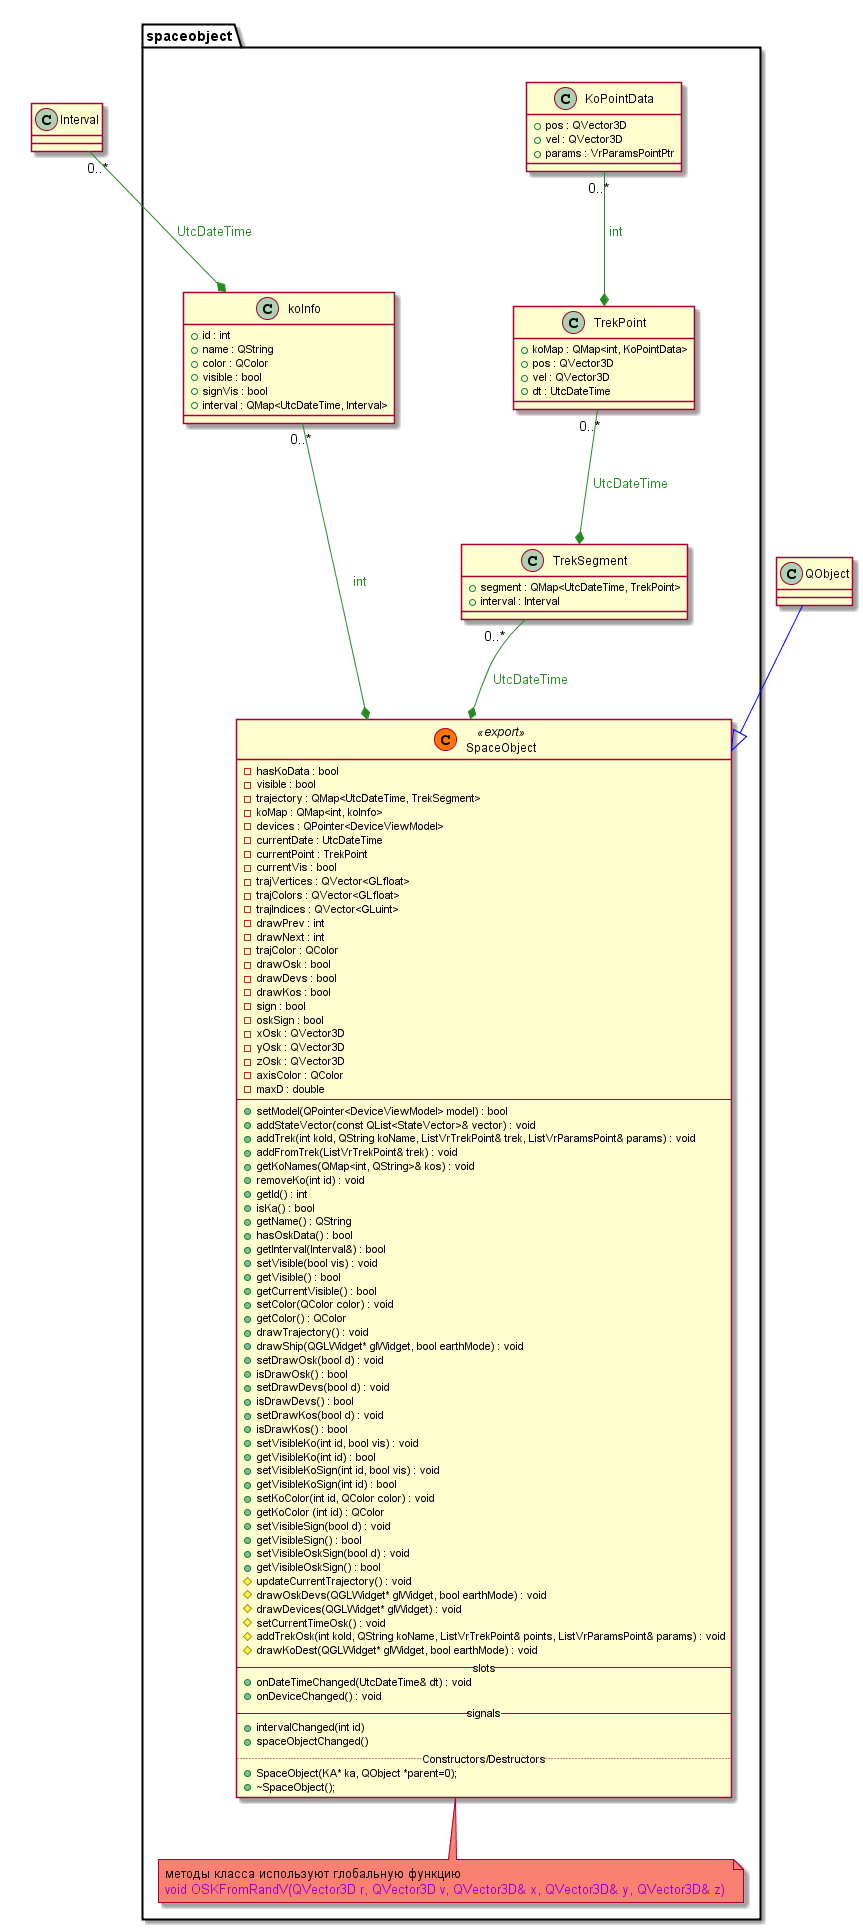 spaceobject
C KoPointData
pos : QVector3D
vel : QVector3D
params : VrParamsPointPtr
C Interval
0..*
0..*
UtcDateTime
int
C koInfo
id : int
name : QString
color : QColor
visible : bool
signVis : bool
interval : QMap<UtcDateTime, Interval>
C TrekPoint
koMap : QMap<int, KoPointData>
pos : QVector3D
vel : QVector3D
dt : UtcDateTime
0..*
0..*
UtcDateTime
int
C TrekSegment
segment : QMap<UtcDateTime, TrekPoint>
interval : Interval
C QObject
0..*
UtcDateTime
«export»
C SpaceObject
hasKoData : bool
visible : bool
trajectory : QMap<UtcDateTime, TrekSegment>
koMap : QMap<int, koInfo>
devices : QPointer<DeviceViewModel>
currentDate : UtcDateTime
currentPoint : TrekPoint
currentVis : bool
trajVertices : QVector<GLfloat>
trajColors : QVector<GLfloat>
trajIndices : QVector<GLuint>
drawPrev : int
drawNext : int
trajColor : QColor
drawOsk : bool
drawDevs : bool
drawKos : bool
sign : bool
oskSign : bool
xOsk : QVector3D
yOsk : QVector3D
zOsk : QVector3D
axisColor : QColor
maxD : double
setModel(QPointer<DeviceViewModel> model) : bool
addStateVector(const QList<StateVector>& vector) : void
addTrek(int koId, QString koName, ListVrTrekPoint& trek, ListVrParamsPoint& params) : void
addFromTrek(ListVrTrekPoint& trek) : void
getKoNames(QMap<int, QString>& kos) : void
removeKo(int id) : void
getId() : int
isKa() : bool
getName() : QString
hasOskData() : bool
getInterval(Interval&) : bool
setVisible(bool vis) : void
getVisible() : bool
getCurrentVisible() : bool
setColor(QColor color) : void
getColor() : QColor
drawTrajectory() : void
drawShip(QGLWidget* glWidget, bool earthMode) : void
setDrawOsk(bool d) : void
isDrawOsk() : bool
setDrawDevs(bool d) : void
isDrawDevs() : bool
setDrawKos(bool d) : void
isDrawKos() : bool
setVisibleKo(int id, bool vis) : void
getVisibleKo(int id) : bool
setVisibleKoSign(int id, bool vis) : void
getVisibleKoSign(int id) : bool
setKoColor(int id, QColor color) : void
getKoColor (int id) : QColor
setVisibleSign(bool d) : void
getVisibleSign() : bool
setVisibleOskSign(bool d) : void
getVisibleOskSign() : bool
updateCurrentTrajectory() : void
drawOskDevs(QGLWidget* glWidget, bool earthMode) : void
drawDevices(QGLWidget* glWidget) : void
setCurrentTimeOsk() : void
addTrekOsk(int koId, QString koName, ListVrTrekPoint& points, ListVrParamsPoint& params) : void
drawKoDest(QGLWidget* glWidget, bool earthMode) : void
slots
onDateTimeChanged(UtcDateTime& dt) : void
onDeviceChanged() : void
signals
intervalChanged(int id)
spaceObjectChanged()
Constructors/Destructors
SpaceObject(KA* ka, QObject *parent=0);
~SpaceObject();
методы класса используют глобальную функцию
void OSKFromRandV(QVector3D r, QVector3D v, QVector3D& x, QVector3D& y, QVector3D& z)